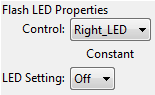 Flash LED Properties
Control: Right_LED
Constant
LED Setting: Off